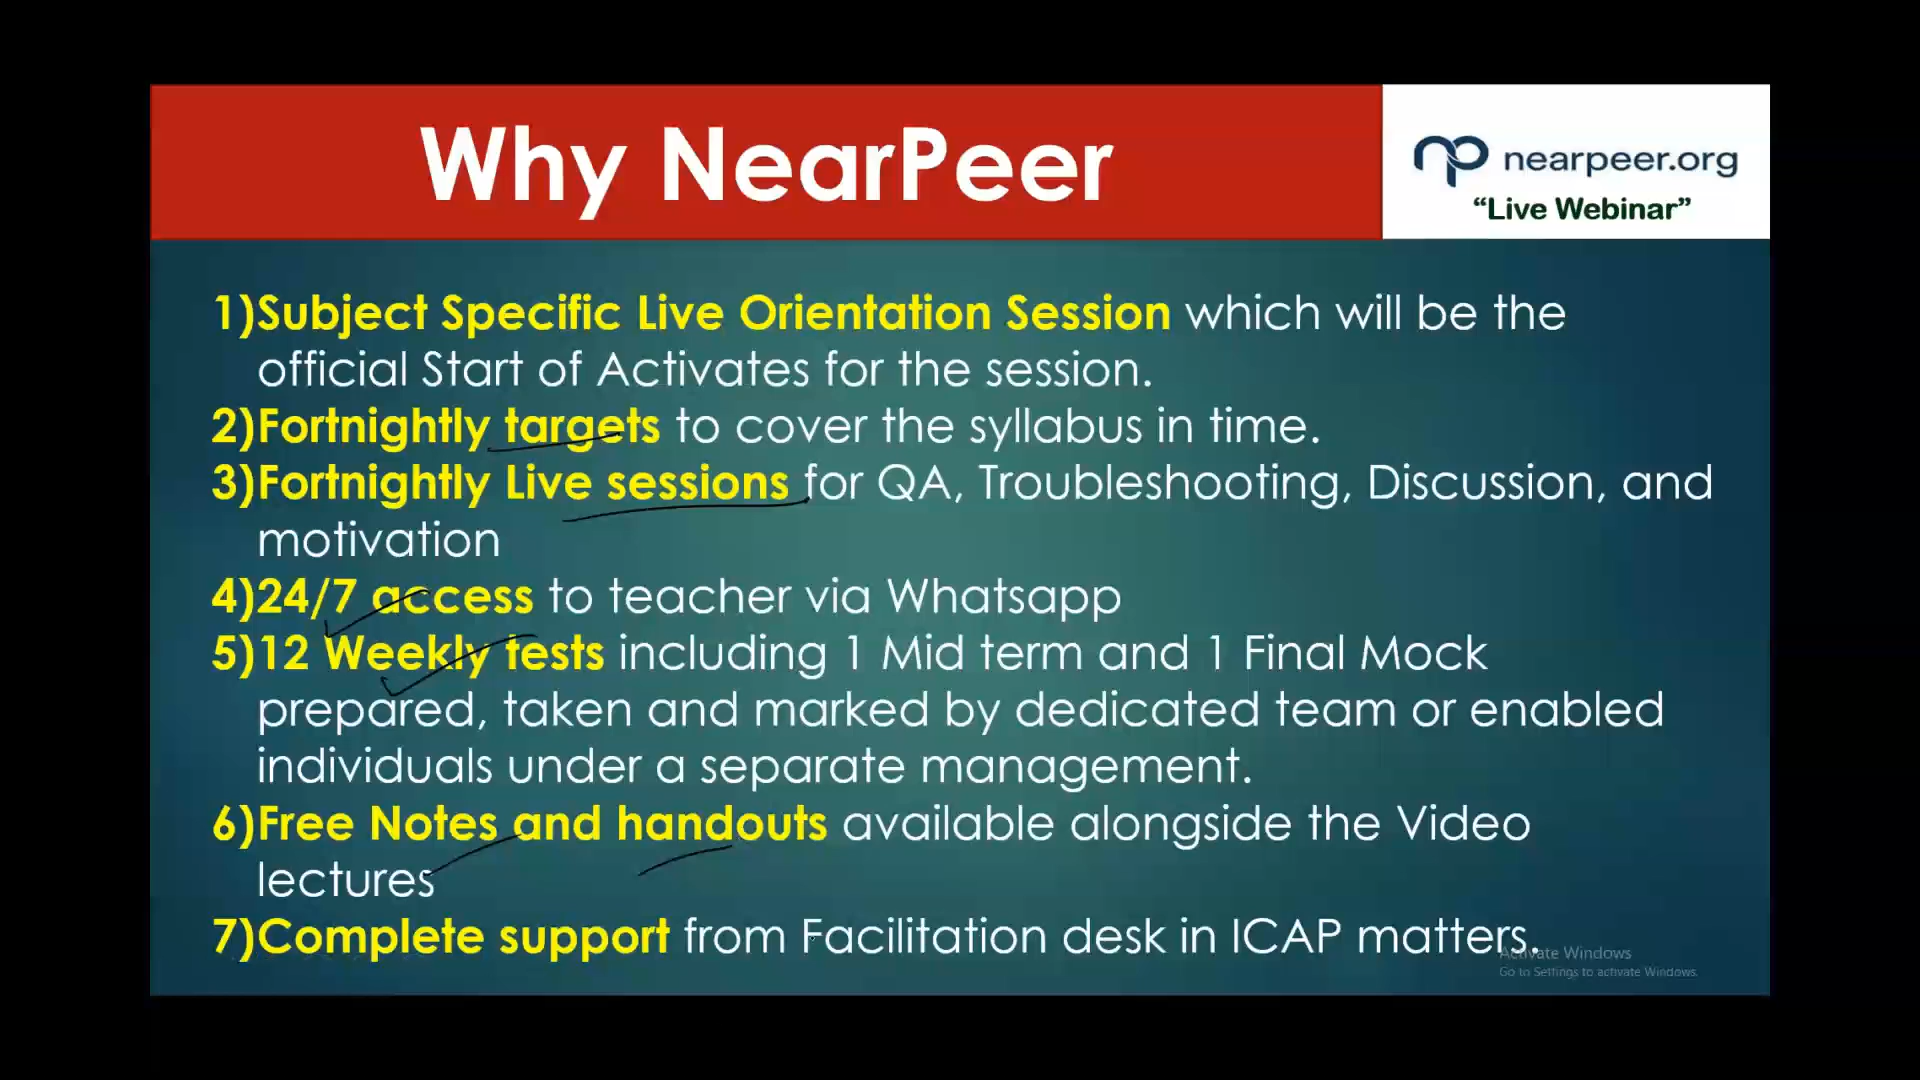 Why NearPeer
nearpeer.org
“Live Webinar”
1)Subject Specific Live Orientation Session which will be the
official Start of Activates for the session.
2)Fortnightly targets to cover the syllabus in time.
3)Fortnightly Live sessions for QA, Troubleshooting, Discussion, and
motivation
4)24/7 access to teacher via Whatsapp
5)12 Weekly tests including 1 Mid term and 1 Final Mock
prepared, taken and marked by dedicated team or enabled
individuals under a separate management.
6)Free Notes and handouts available alongside the Video
lectures
7)Complete support from Facilitation desk in ICAP matters.
Activate Windows
Go to Settings to activate Windows.